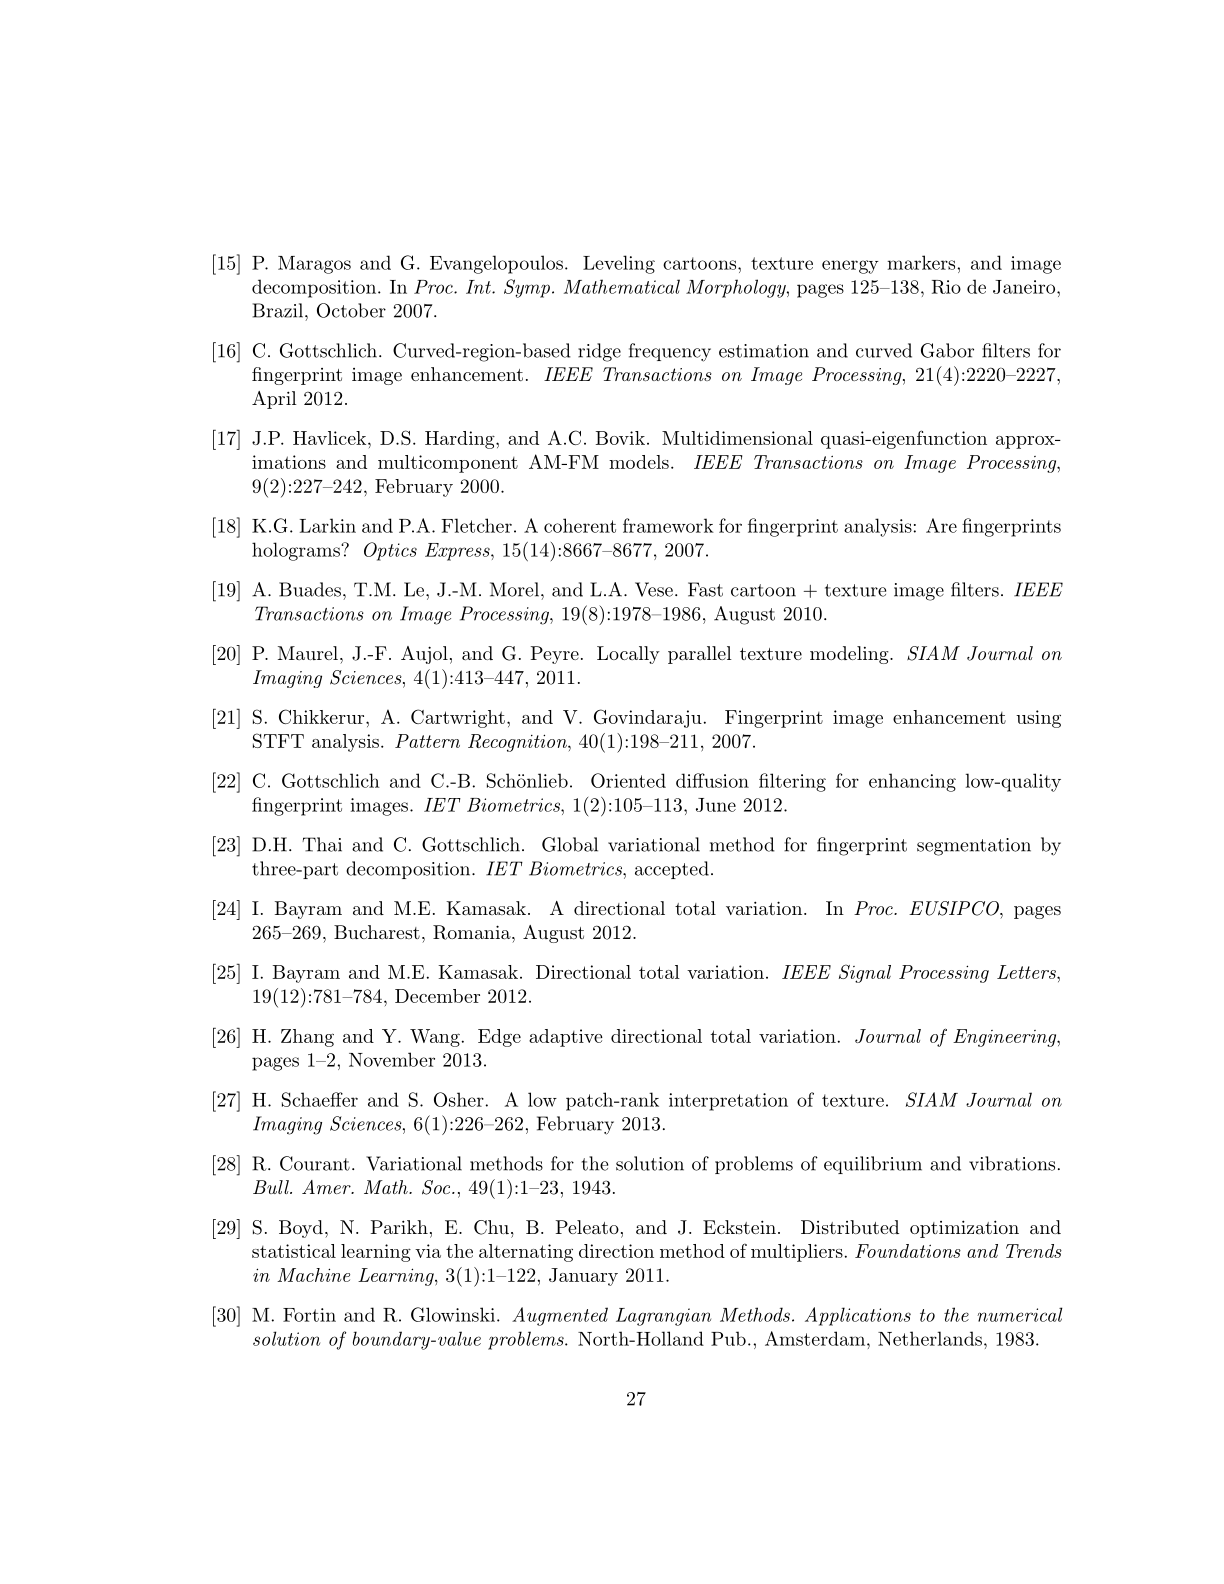 [15] P. Maragos and G. Evangelopoulos. Leveling cartoons, texture energy markers, and image
decomposition. In Proc. Int. Symp. Mathematical Morphology, pages 125–138, Rio de Janeiro,
Brazil, October 2007.
[16] C. Gottschlich. Curved-region-based ridge frequency estimation and curved Gabor filters for
fingerprint image enhancement. IEEE Transactions on Image Processing, 21(4):2220–2227,
April 2012.
[17] J.P. Havlicek, D.S. Harding, and A.C. Bovik. Multidimensional quasi-eigenfunction approx-
imations and multicomponent AM-FM models. IEEE Transactions on Image Processing,
9(2):227–242, February 2000.
[18] K.G. Larkin and P.A. Fletcher. A coherent framework for fingerprint analysis: Are fingerprints
holograms? Optics Express, 15(14):8667–8677, 2007.
[19] A. Buades, T.M. Le, J.-M. Morel, and L.A. Vese. Fast cartoon + texture image filters. IEEE
Transactions on Image Processing, 19(8):1978–1986, August 2010.
[20] P. Maurel, J.-F. Aujol, and G. Peyre. Locally parallel texture modeling. SIAM Journal on
Imaging Sciences, 4(1):413–447, 2011.
[21] S. Chikkerur, A. Cartwright, and V. Govindaraju. Fingerprint image enhancement using
STFT analysis. Pattern Recognition, 40(1):198–211, 2007.
[22] C. Gottschlich and C.-B. Schönlieb. Oriented diffusion filtering for enhancing low-quality
fingerprint images. IET Biometrics, 1(2):105–113, June 2012.
[23] D.H. Thai and C. Gottschlich. Global variational method for fingerprint segmentation by
three-part decomposition. IET Biometrics, accepted.
[24] I. Bayram and M.E. Kamasak. A directional total variation. In Proc. EUSIPCO, pages
265–269, Bucharest, Romania, August 2012.
[25] I. Bayram and M.E. Kamasak. Directional total variation. IEEE Signal Processing Letters,
19(12):781–784, December 2012.
[26] H. Zhang and Y. Wang. Edge adaptive directional total variation. Journal of Engineering,
pages 1–2, November 2013.
[27] H. Schaeffer and S. Osher. A low patch-rank interpretation of texture. SIAM Journal on
Imaging Sciences, 6(1):226–262, February 2013.
[28] R. Courant. Variational methods for the solution of problems of equilibrium and vibrations.
Bull. Amer. Math. Soc., 49(1):1–23, 1943.
[29] S. Boyd, N. Parikh, E. Chu, B. Peleato, and J. Eckstein. Distributed optimization and
statistical learning via the alternating direction method of multipliers. Foundations and Trends
in Machine Learning, 3(1):1–122, January 2011.
[30] M. Fortin and R. Glowinski. Augmented Lagrangian Methods. Applications to the numerical
solution of boundary-value problems. North-Holland Pub., Amsterdam, Netherlands, 1983.
27